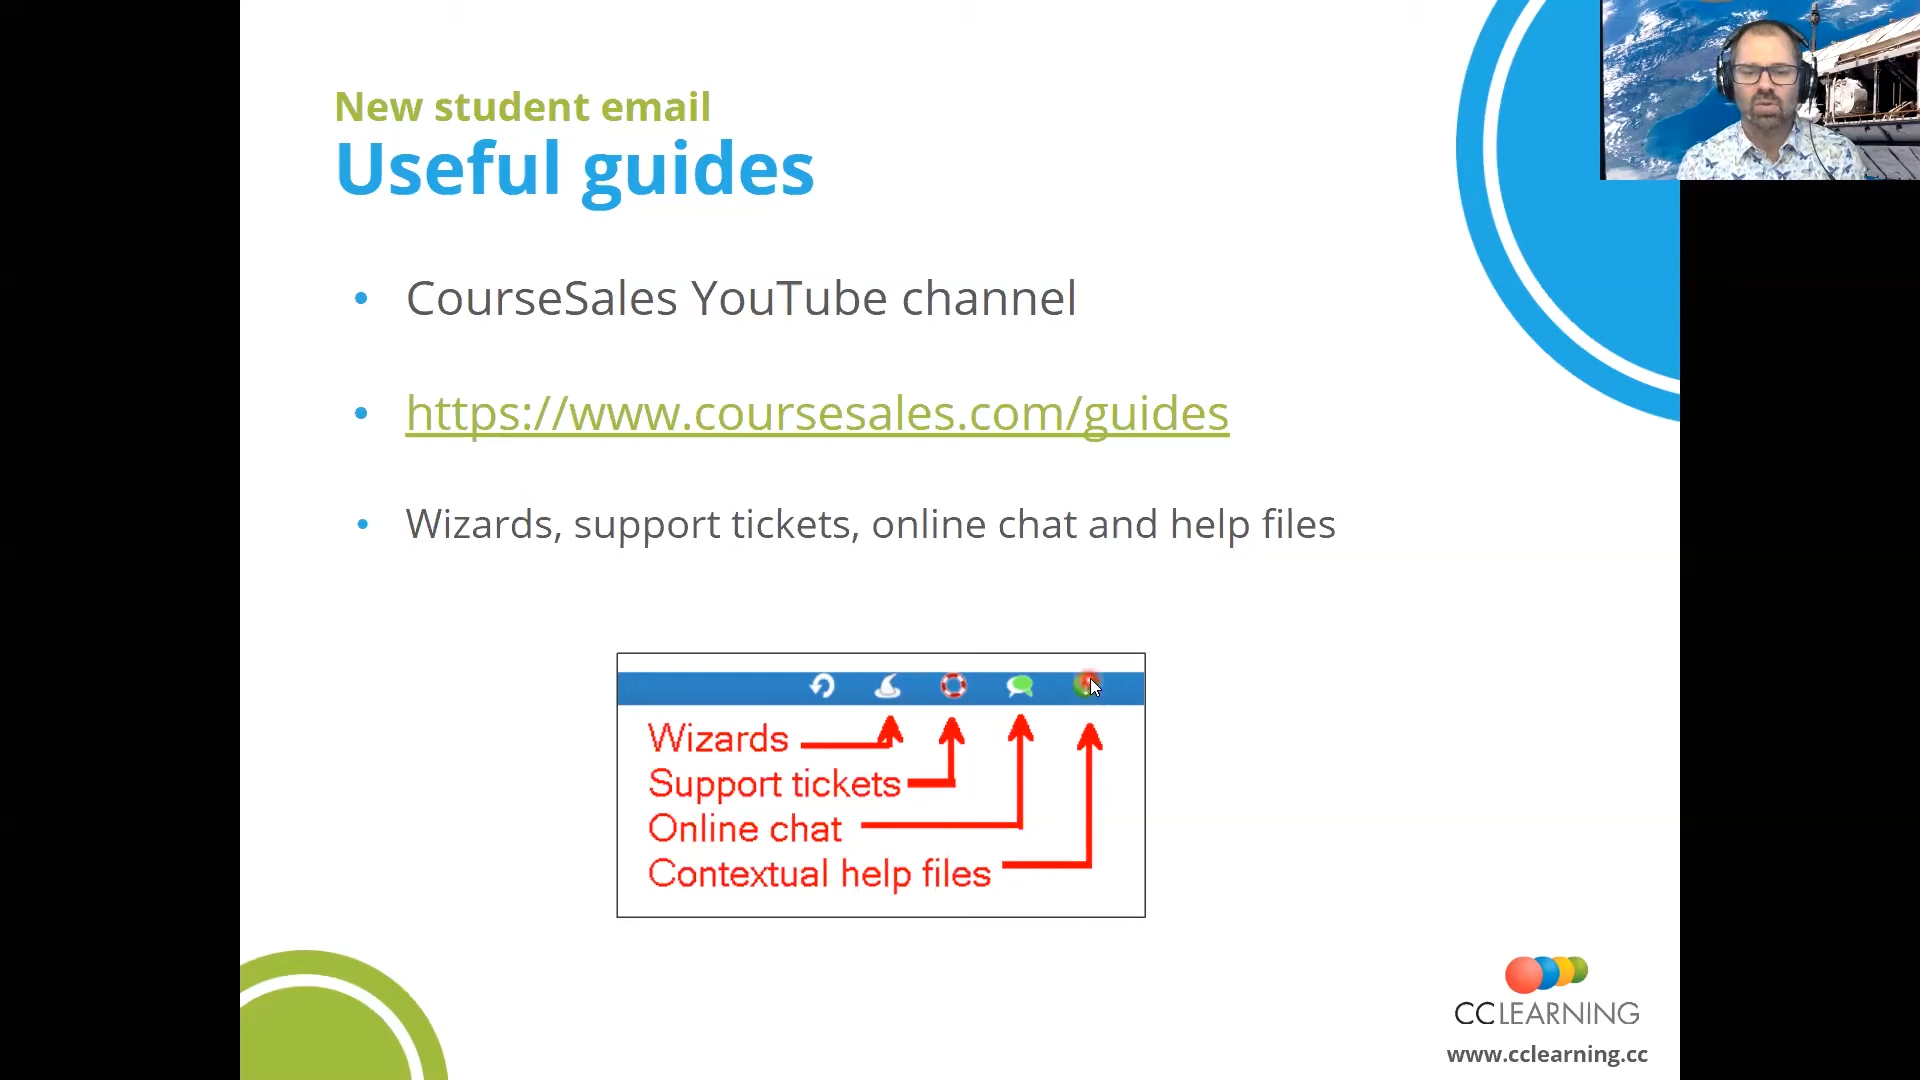 New student email
Useful guides
• CourseSales YouTube channel
• https://www.coursesales.com/guides
• Wizards, support tickets, online chat and help files
Wizards
Support tickets
Online chat
Contextual help files
CCLEARNING
www.cclearning.cc